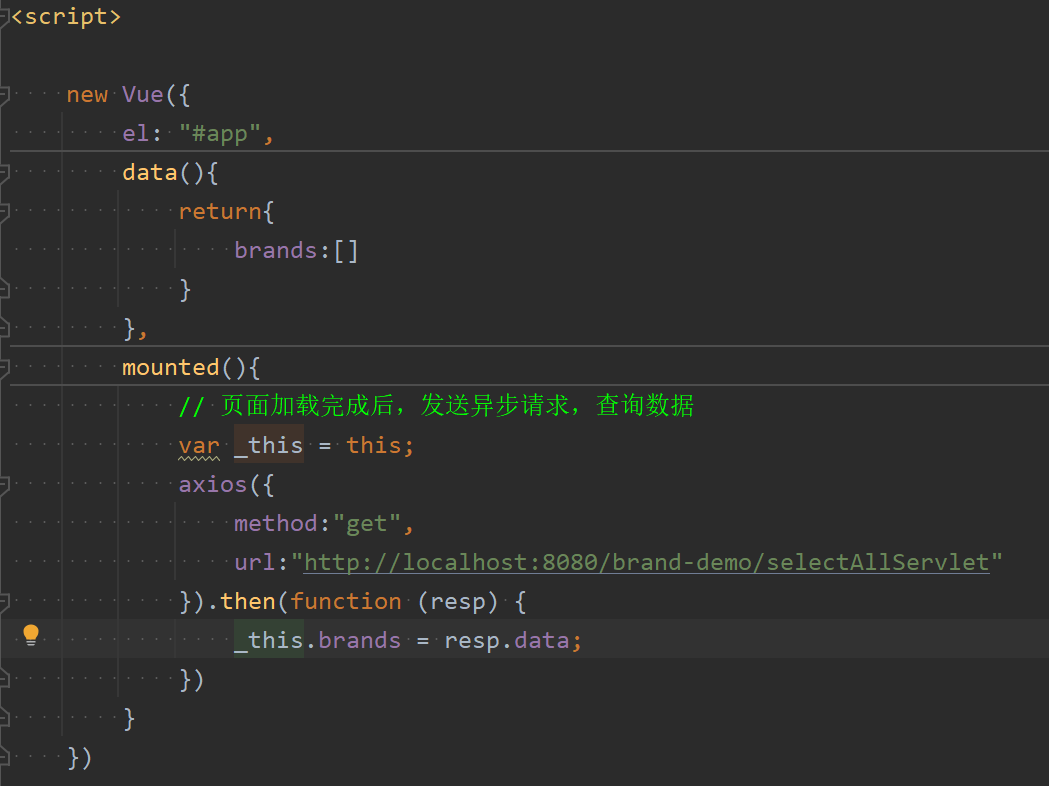 <script>
new Vue({
el: "#app",
data(){
return{
brands:[]
}
},
mounted(){
// 页面加载完成后，发送异步请求，查询数据
var _this = this;
axios({
method:"get",
url:"http://localhost:8080/brand-demo/selectAllServlet"
}).then(function (resp) {
_this.brands = resp.data;
})
}
})